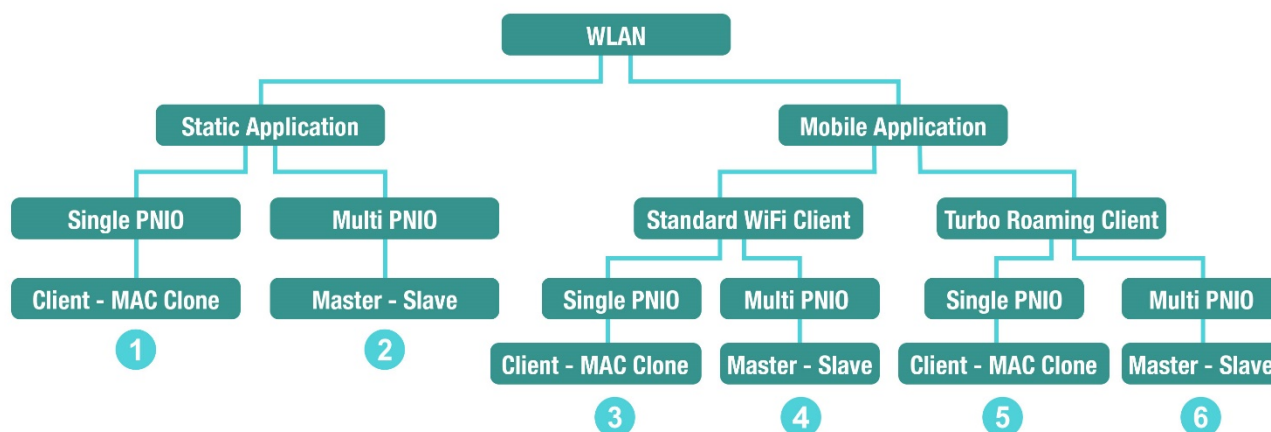 WLAN
Static Application
Mobile Application
Single PNIO
Multi PNIO
Standard WiFi Client
Turbo Roaming Client
Client - MAC Clone
Master - Slave
Single PNIO
Multi PNIO
Single PNIO
Multi PNIO
1
2
Client - MAC Clone
Master - Slave
Client - MAC Clone
Master - Slave
3
4
5
6